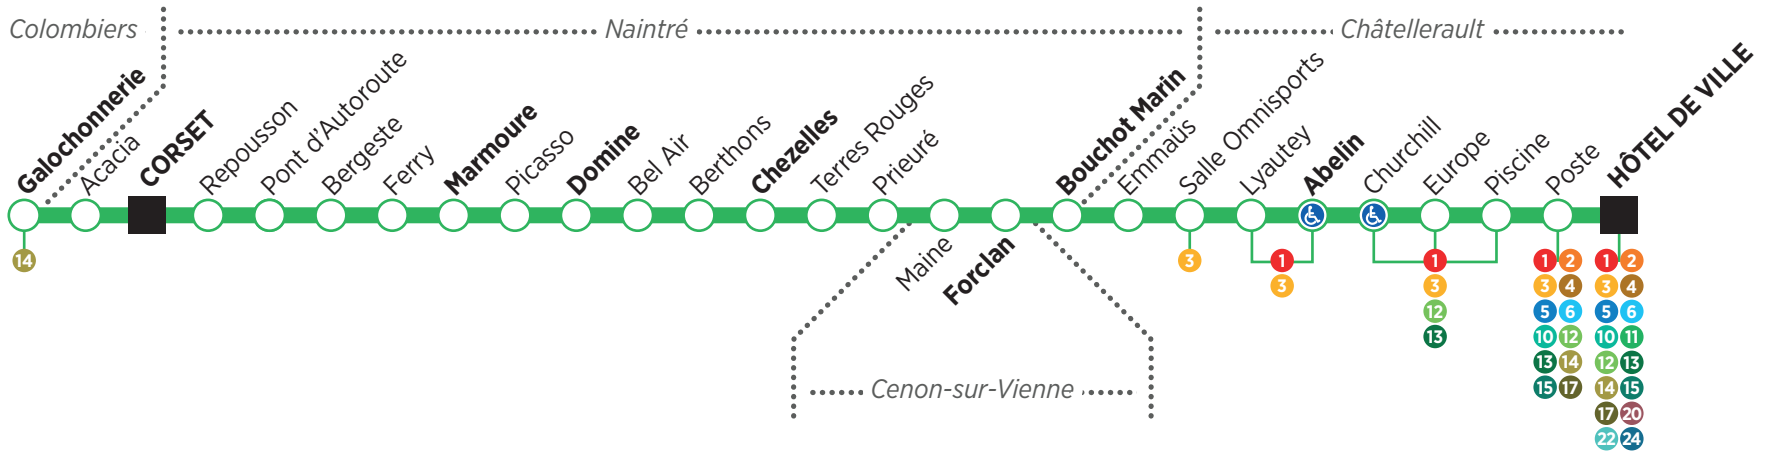 Colombiers
Naintré
Châtellerault
Galochonnerie
Acacia
CORSET
Repousson
Pont d'Autoroute
Bergeste
Ferry
Marmoure
Picasso
Domine
Bel Air
Berthons
Chezelles
Terres Rouges
Prieuré
Maine
Forclan
Bouchot Marin
Emmaüs
Salle Omnisports
Lyautey
Abelin
Churchill
Europe
Piscine
Poste
HÔTEL DE VILLE
14
3
1
3
1
3
12
13
1 2
3 4
5 6
10 12
13 14
15 17
1 2
3 4
5 6
10 11
12 13
14 15
17 20
22 24
Cenon-sur-Vienne